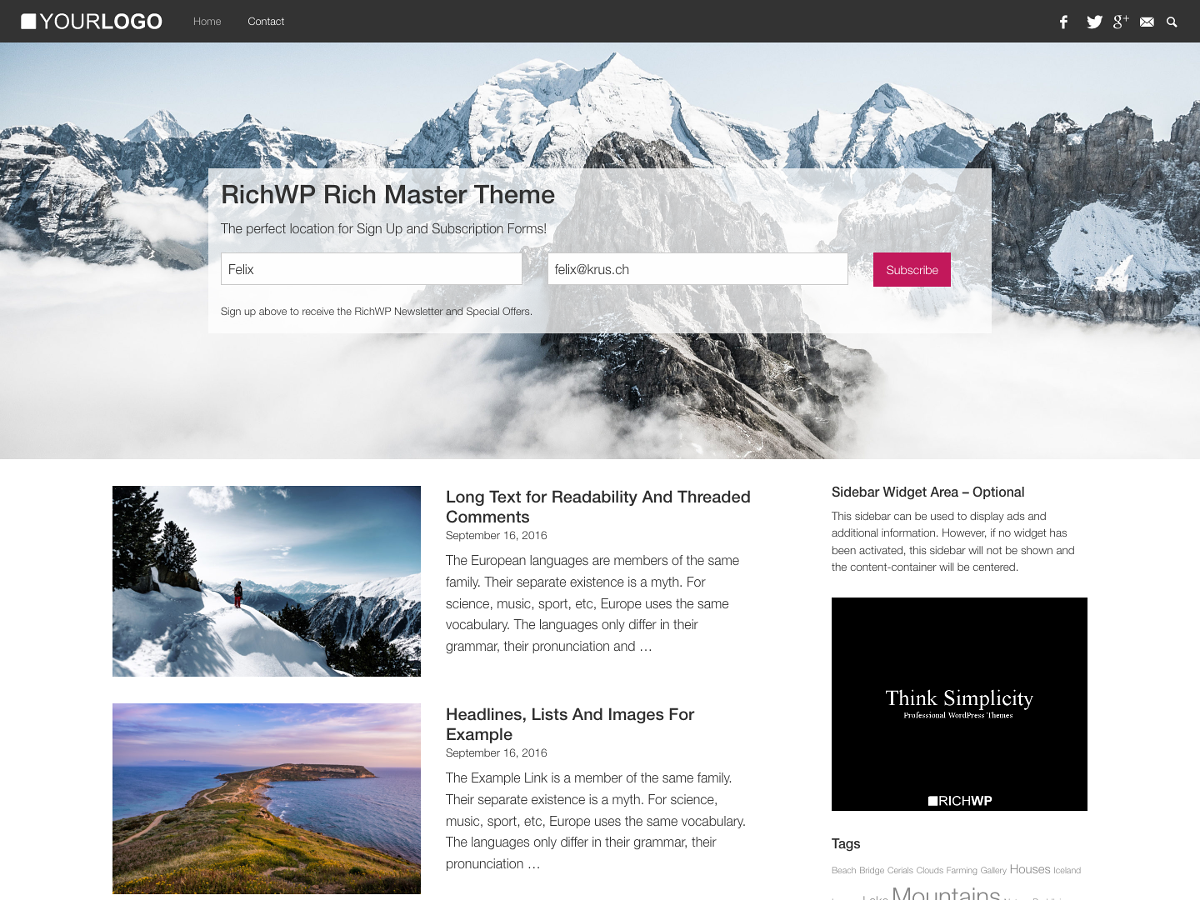 YOURLOGO
Home
Contact
RichWP Rich Master Theme
The perfect location for Sign Up and Subscription Forms!
Felix
felix@krus.ch
Subscribe
Sign up above to receive the RichWP Newsletter and Special Offers.
Long Text for Readability And Threaded
Comments
September 16, 2016
The European languages are members of the same
family. Their separate existence is a myth. For
science, music, sport, etc, Europe uses the same
vocabulary. The languages only differ in their
grammar, their pronunciation and …
Headlines, Lists And Images For
Example
September 16, 2016
The Example Link is a member of the same family.
Their separate existence is a myth. For science,
music, sport, etc, Europe uses the same vocabulary.
The languages only differ in their grammar, their
pronunciation …
Sidebar Widget Area – Optional
This sidebar can be used to display ads and
additional information. However, if no widget has
been activated, this sidebar will not be shown and
the content-container will be centered.
Think Simplicity
Professional WordPress Themes
RICHWP
Tags
Beach Bridge Cerials Clouds Farming Gallery Houses Iceland
Lake Mountains